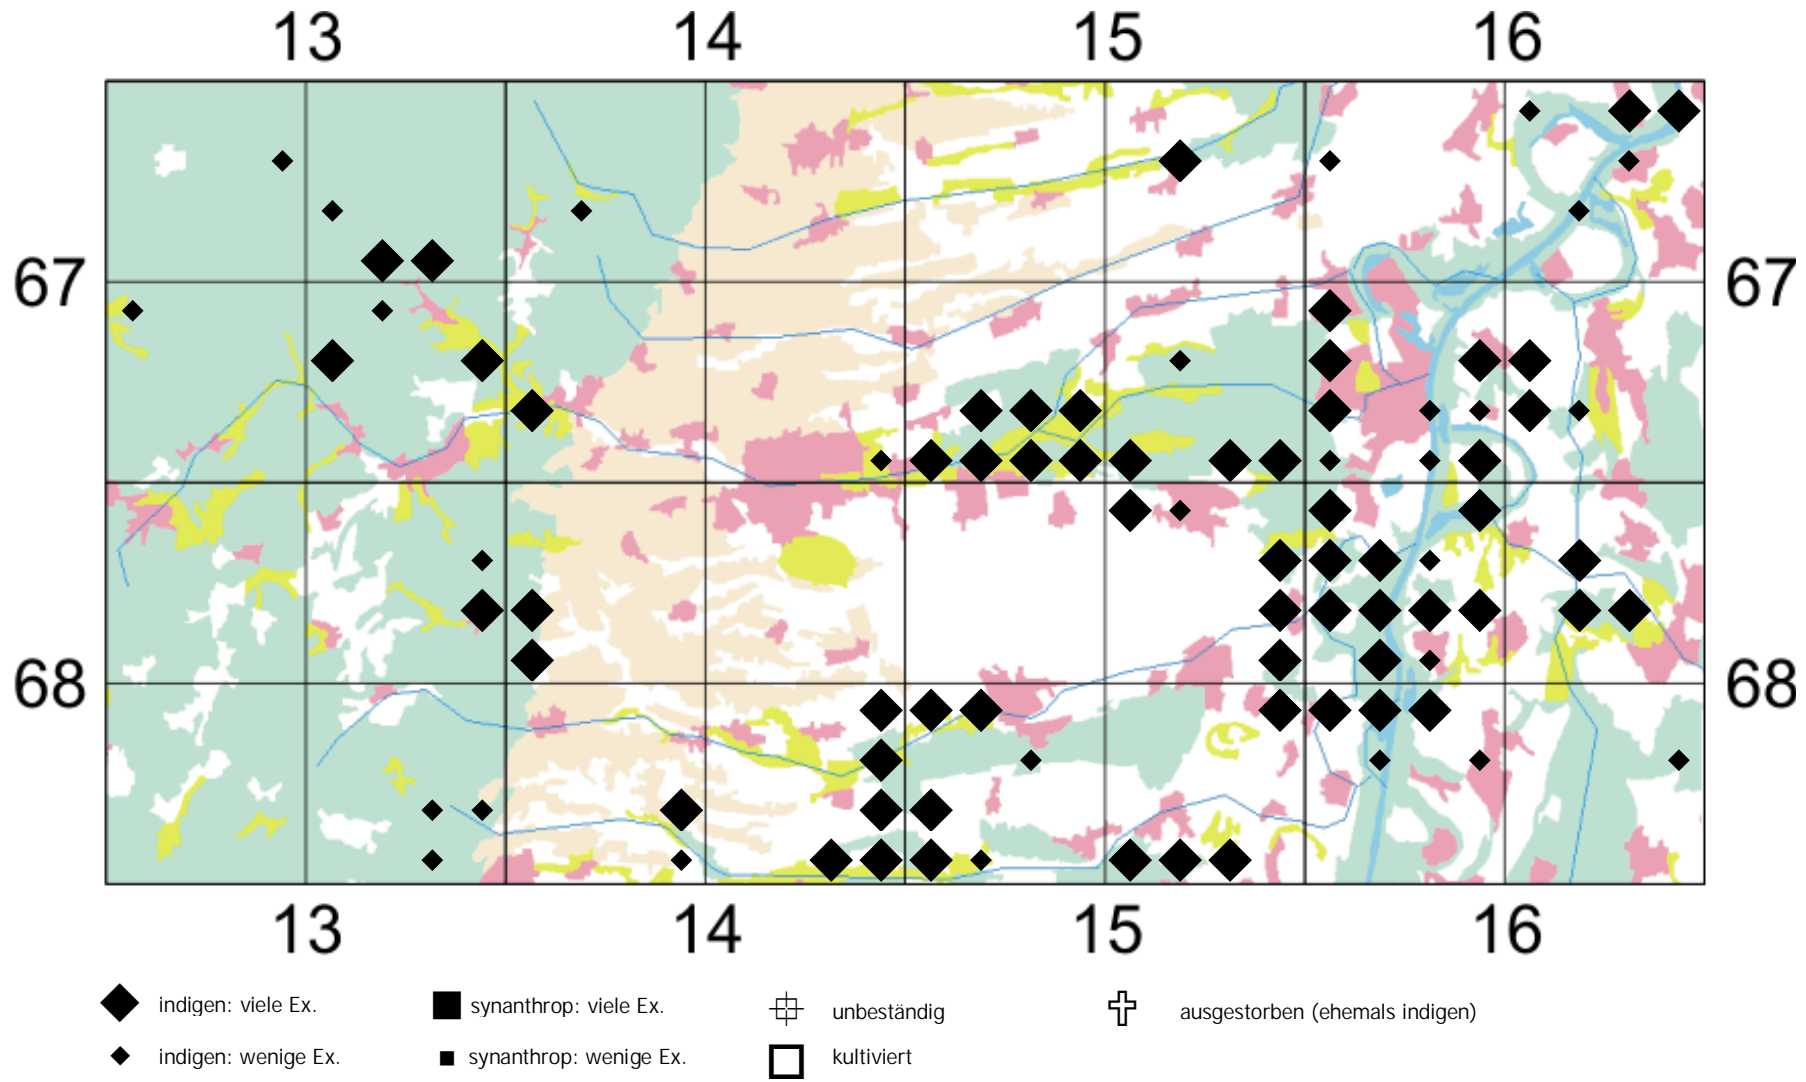 13 14 15 16
67 67
68 68
13 14 15 16
indigen: viele Ex. synanthrop: viele Ex. unbeständig ausgestorben (ehemals indigen)
indigen: wenige Ex. synanthrop: wenige Ex. kultiviert